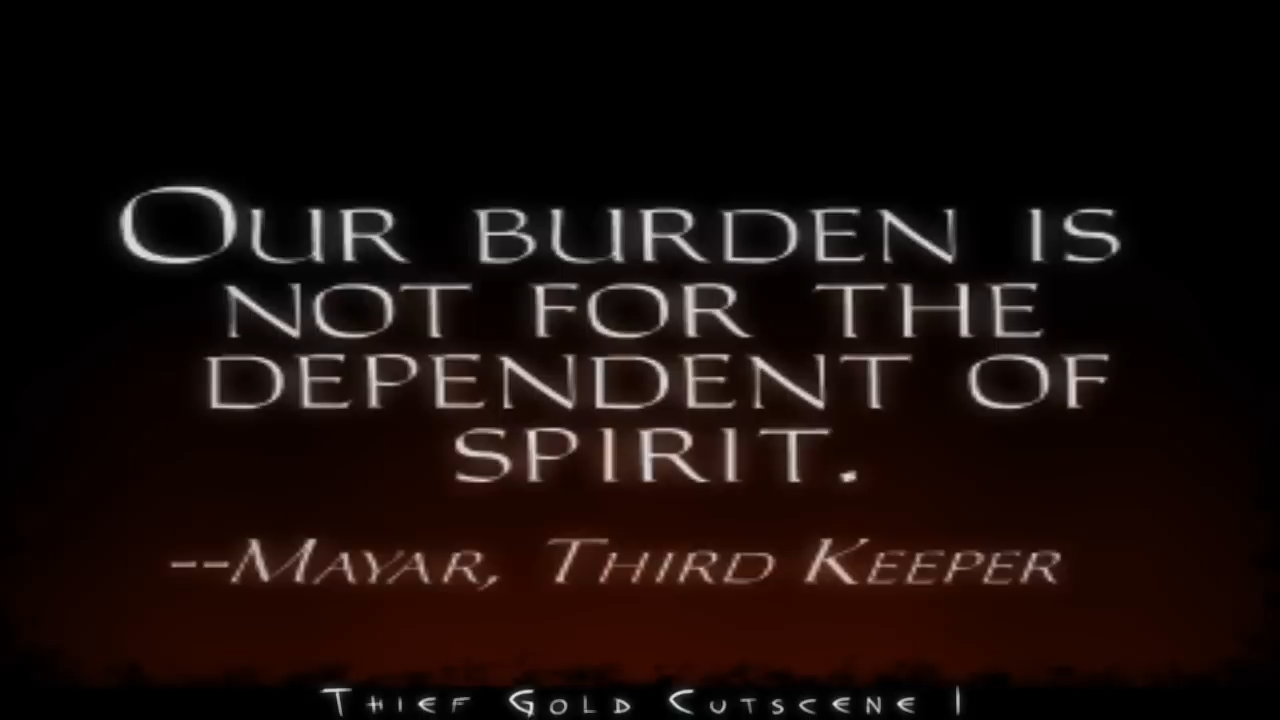 Our burden is
not for the
dependent of
spirit.
--Mayar, Third Keeper
Thief Gold Cutscene 1